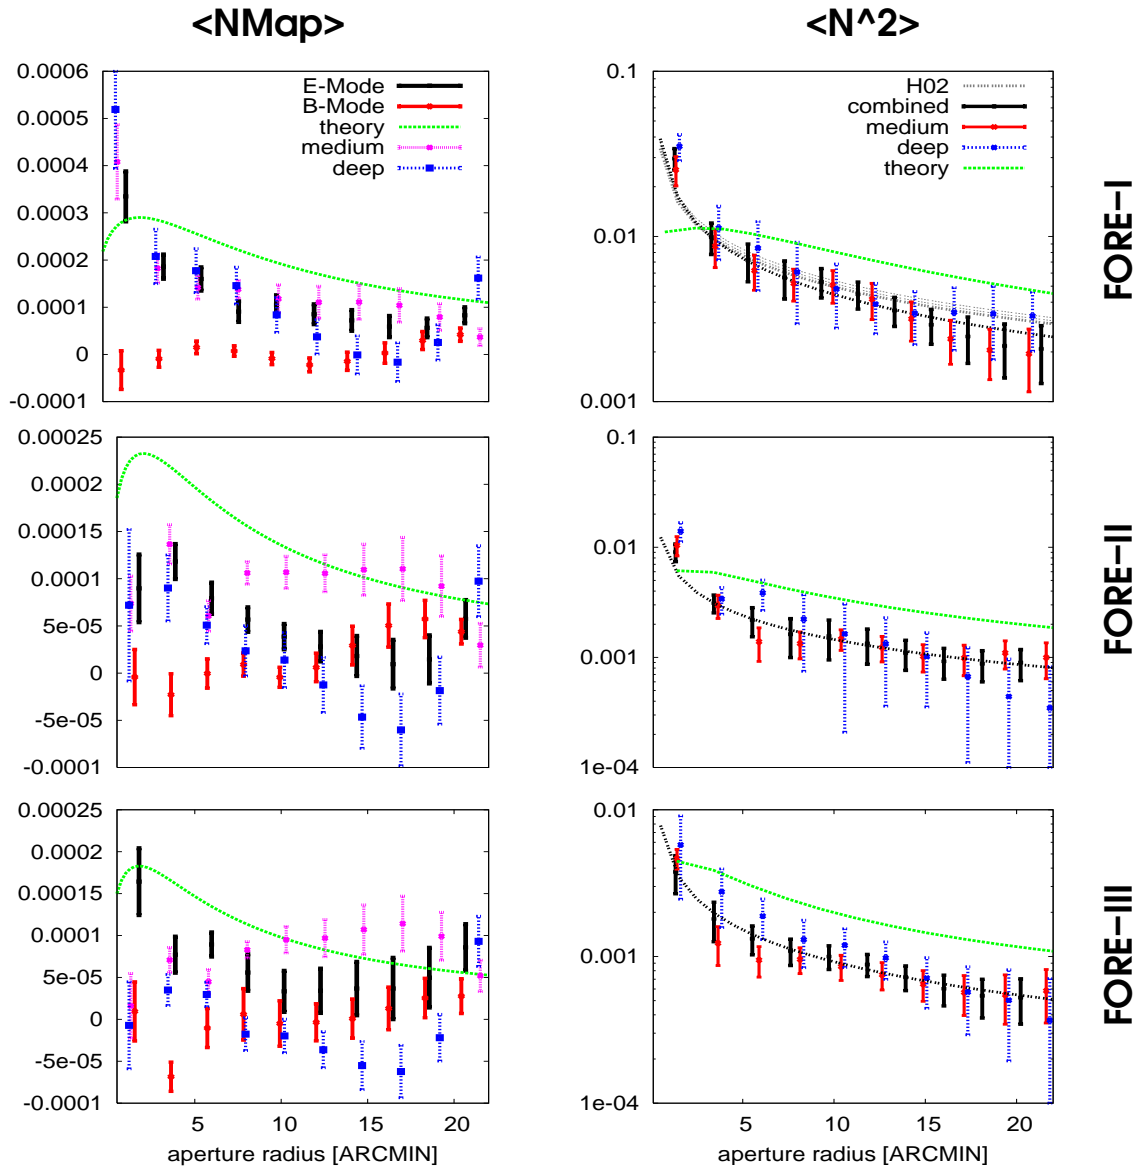 <NMap>
<N^2>
0.0006
0.0005
0.0004
0.0003
0.0002
0.0001
0
-0.0001
E-Mode
B-Mode
theory
medium
deep
0.1
0.01
0.001
H02
combined
medium
deep
theory
FORE-I
0.00025
0.0002
0.00015
0.0001
5e-05
0
-5e-05
-0.0001
0.1
0.01
0.001
1e-04
FORE-II
0.00025
0.0002
0.00015
0.0001
5e-05
0
-5e-05
-0.0001
5 10 15 20
aperture radius [ARCMIN]
0.01
0.001
1e-04
5 10 15 20
aperture radius [ARCMIN]
FORE-III